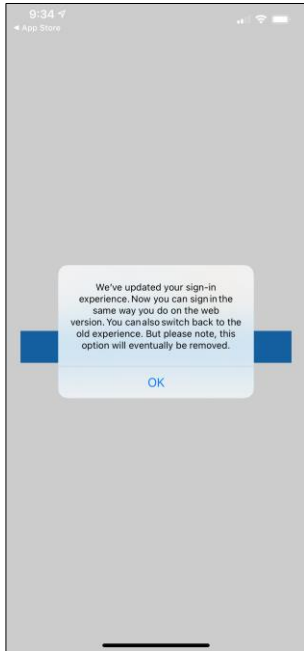 9:34
◀ App Store
We've updated your sign-in
experience. Now you can sign in the
same way you do on the web
version. You can also switch back to the
old experience. But please note, this
option will eventually be removed.
OK